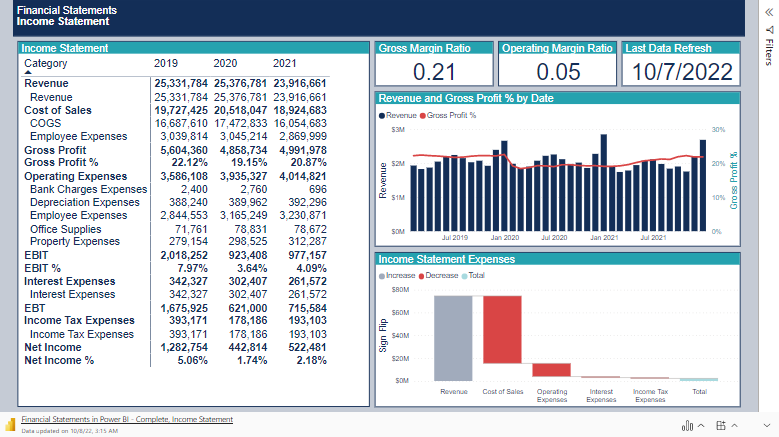 Financial Statements
Income Statement
Filters
Income Statement
Category 2019 2020 2021
Revenue 25,331,784 25,376,781 23,916,661
Revenue 25,331,784 25,376,781 23,916,661
Cost of Sales 19,727,425 20,518,047 18,924,683
COGS 16,687,610 17,472,833 16,054,683
Employee Expenses 3,039,814 3,045,214 2,869,999
Gross Profit 5,604,360 4,858,734 4,991,978
Gross Profit % 22.12% 19.15% 20.87%
Operating Expenses 3,586,108 3,935,327 4,014,821
Bank Charges Expenses 2,400 2,760 696
Depreciation Expenses 388,240 389,962 392,296
Employee Expenses 2,844,553 3,165,249 3,230,871
Office Supplies 71,761 78,831 78,672
Property Expenses 279,154 298,525 312,287
EBIT 2,018,252 923,408 977,157
EBIT % 7.97% 3.64% 4.09%
Interest Expenses 342,327 302,407 261,572
Interest Expenses 342,327 302,407 261,572
EBT 1,675,925 621,000 715,584
Income Tax Expenses 393,171 178,186 193,103
Income Tax Expenses 393,171 178,186 193,103
Net Income 1,282,754 442,814 522,481
Net Income % 5.06% 1.74% 2.18%
Gross Margin Ratio
0.21
Operating Margin Ratio
0.05
Last Data Refresh
10/7/2022
Revenue and Gross Profit % by Date
Revenue Gross Profit %
Revenue
$3M
$2M
$1M
$0M
30%
20%
10%
0%
Gross Profit %
Jul 2019 Jan 2020 Jul 2020 Jan 2021 Jul 2021
Income Statement Expenses
Increase Decrease Total
Sign Flip
$80M
$60M
$40M
$20M
$0M
Revenue Cost of Sales Operating Expenses Interest Expenses Income Tax Expenses Total
Financial Statements in Power BI - Complete, Income Statement
Data updated on 10/8/22, 3:15 AM